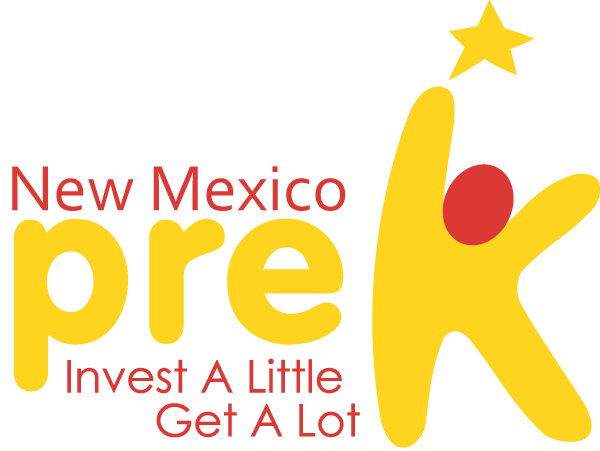 New Mexico
preK
Invest A Little
Get A Lot